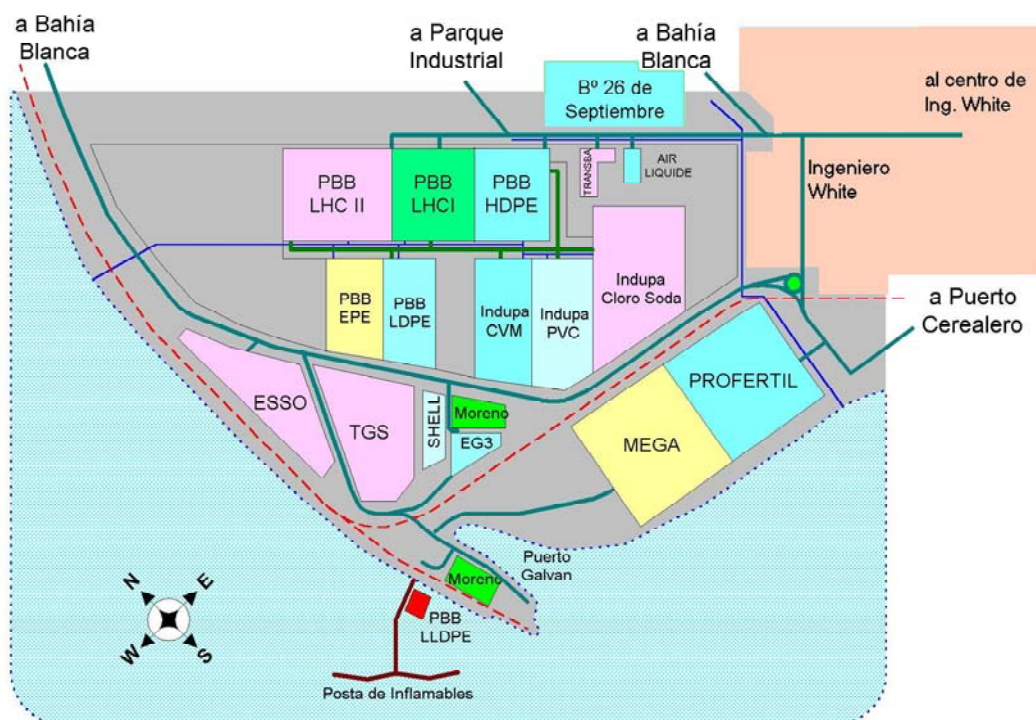 a Bahía
Blanca
a Parque
Industrial
a Bahía
Blanca
Bº 26 de
Septiembre
al centro de
Ing. White
Ingeniero
White
PBB
LHC II
PBB
LHCI
PBB
HDPE
TRANSBA
AIR
LIQUIDE
PBB
EPE
PBB
LDPE
Indupa
CVM
Indupa
PVC
Indupa
Cloro Soda
a Puerto
Cerealero
ESSO
TGS
SHELL
Moreno
EG3
PROFERTIL
MEGA
Puerto
Galvan
Moreno
PBB
LLDPE
Posta de Inflamables
N
E
W
S